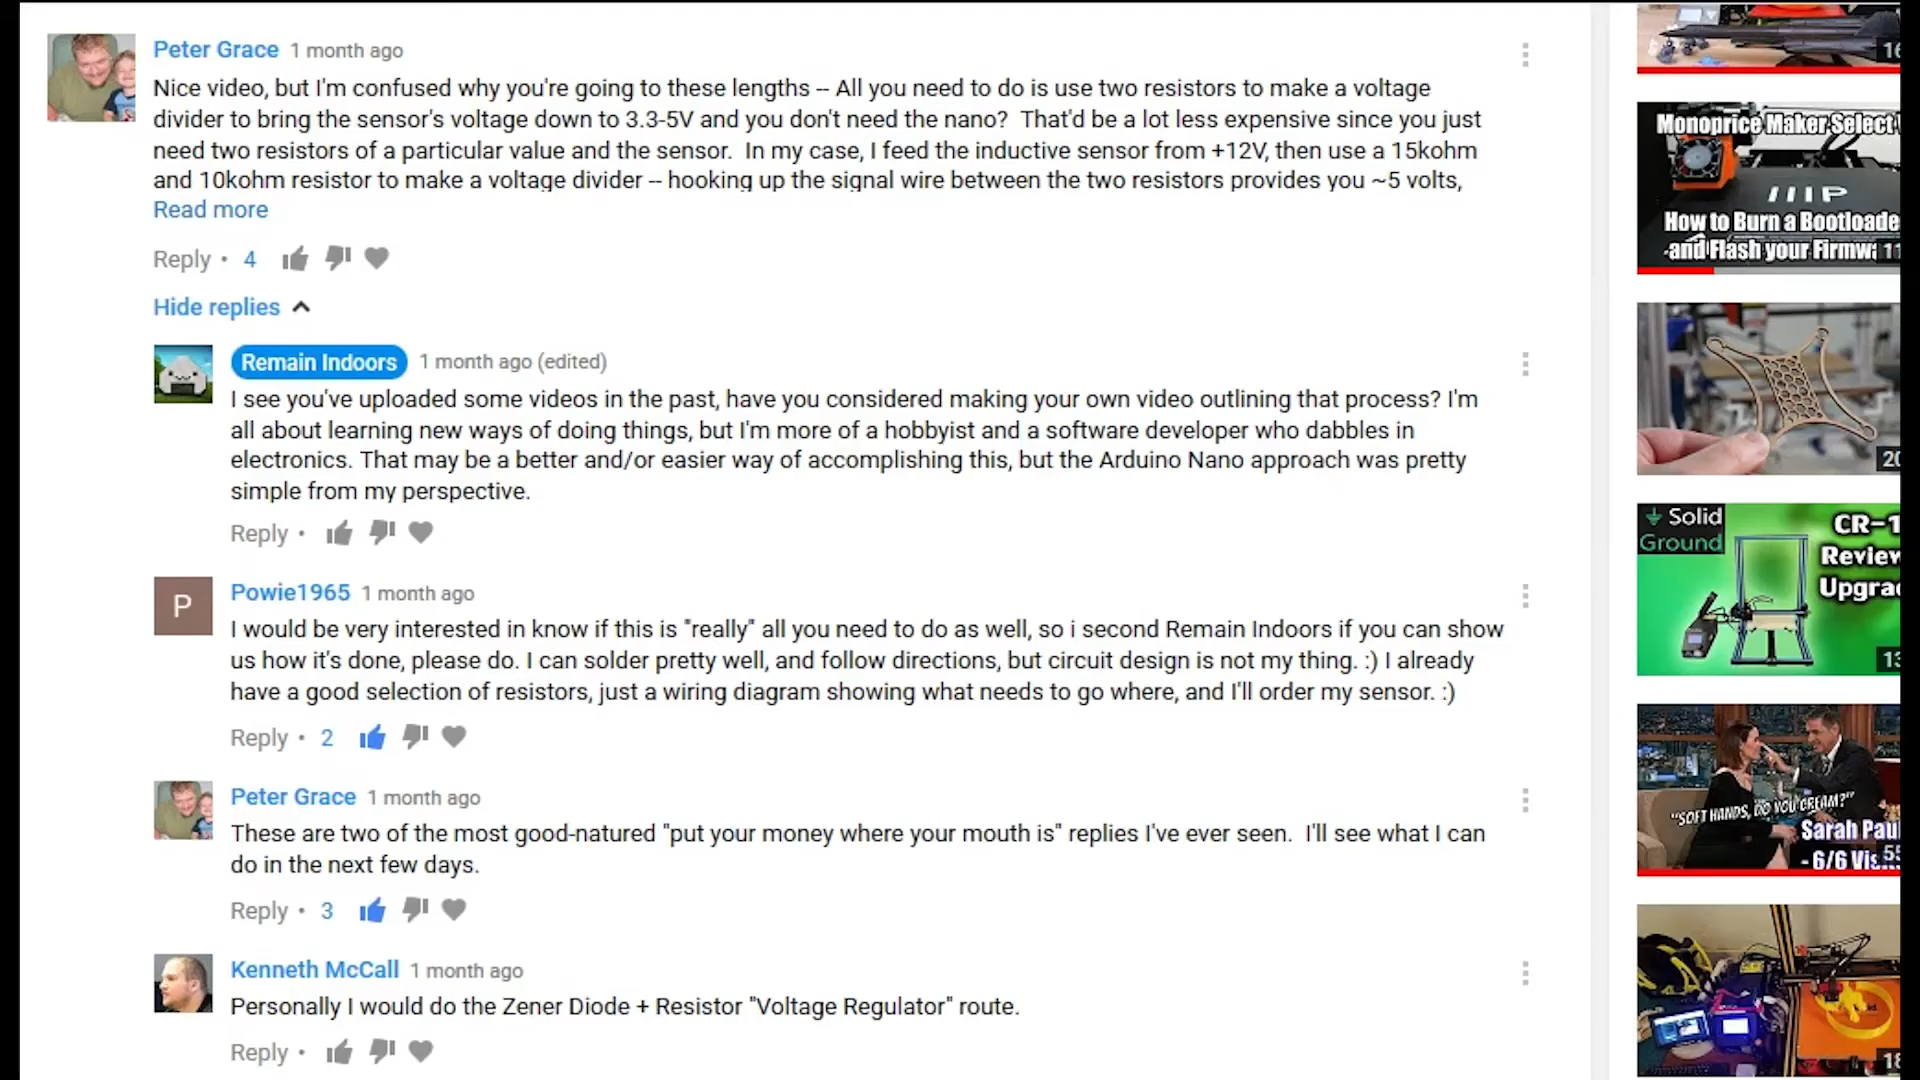 Peter Grace 1 month ago
Nice video, but I'm confused why you're going to these lengths -- All you need to do is use two resistors to make a voltage
divider to bring the sensor's voltage down to 3.3-5V and you don't need the nano?  That'd be a lot less expensive since you just
need two resistors of a particular value and the sensor.  In my case, I feed the inductive sensor from +12V, then use a 15kohm
and 10kohm resistor to make a voltage divider -- hooking up the signal wire between the two resistors provides you ~5 volts,
Read more
Reply • 4
Hide replies
Remain Indoors 1 month ago (edited)
I see you've uploaded some videos in the past, have you considered making your own video outlining that process? I'm
all about learning new ways of doing things, but I'm more of a hobbyist and a software developer who dabbles in
electronics. That may be a better and/or easier way of accomplishing this, but the Arduino Nano approach was pretty
simple from my perspective.
Reply •
P
Powie1965 1 month ago
I would be very interested in know if this is "really" all you need to do as well, so i second Remain Indoors if you can show
us how it's done, please do. I can solder pretty well, and follow directions, but circuit design is not my thing. :) I already
have a good selection of resistors, just a wiring diagram showing what needs to go where, and I'll order my sensor. :)
Reply • 2
Peter Grace 1 month ago
These are two of the most good-natured "put your money where your mouth is" replies I've ever seen.  I'll see what I can
do in the next few days.
Reply • 3
Kenneth McCall 1 month ago
Personally I would do the Zener Diode + Resistor "Voltage Regulator" route.
Reply •
16
Monoprice Maker Select
IIIP
How to Burn a Bootloade
and Flash your Firmw
11
20
Solid
Ground
CR-1
Review
Upgra
13
"SOFT HANDS, DO YOU CREAM?"
Sarah Pau
- 6/6 Vis
55
18